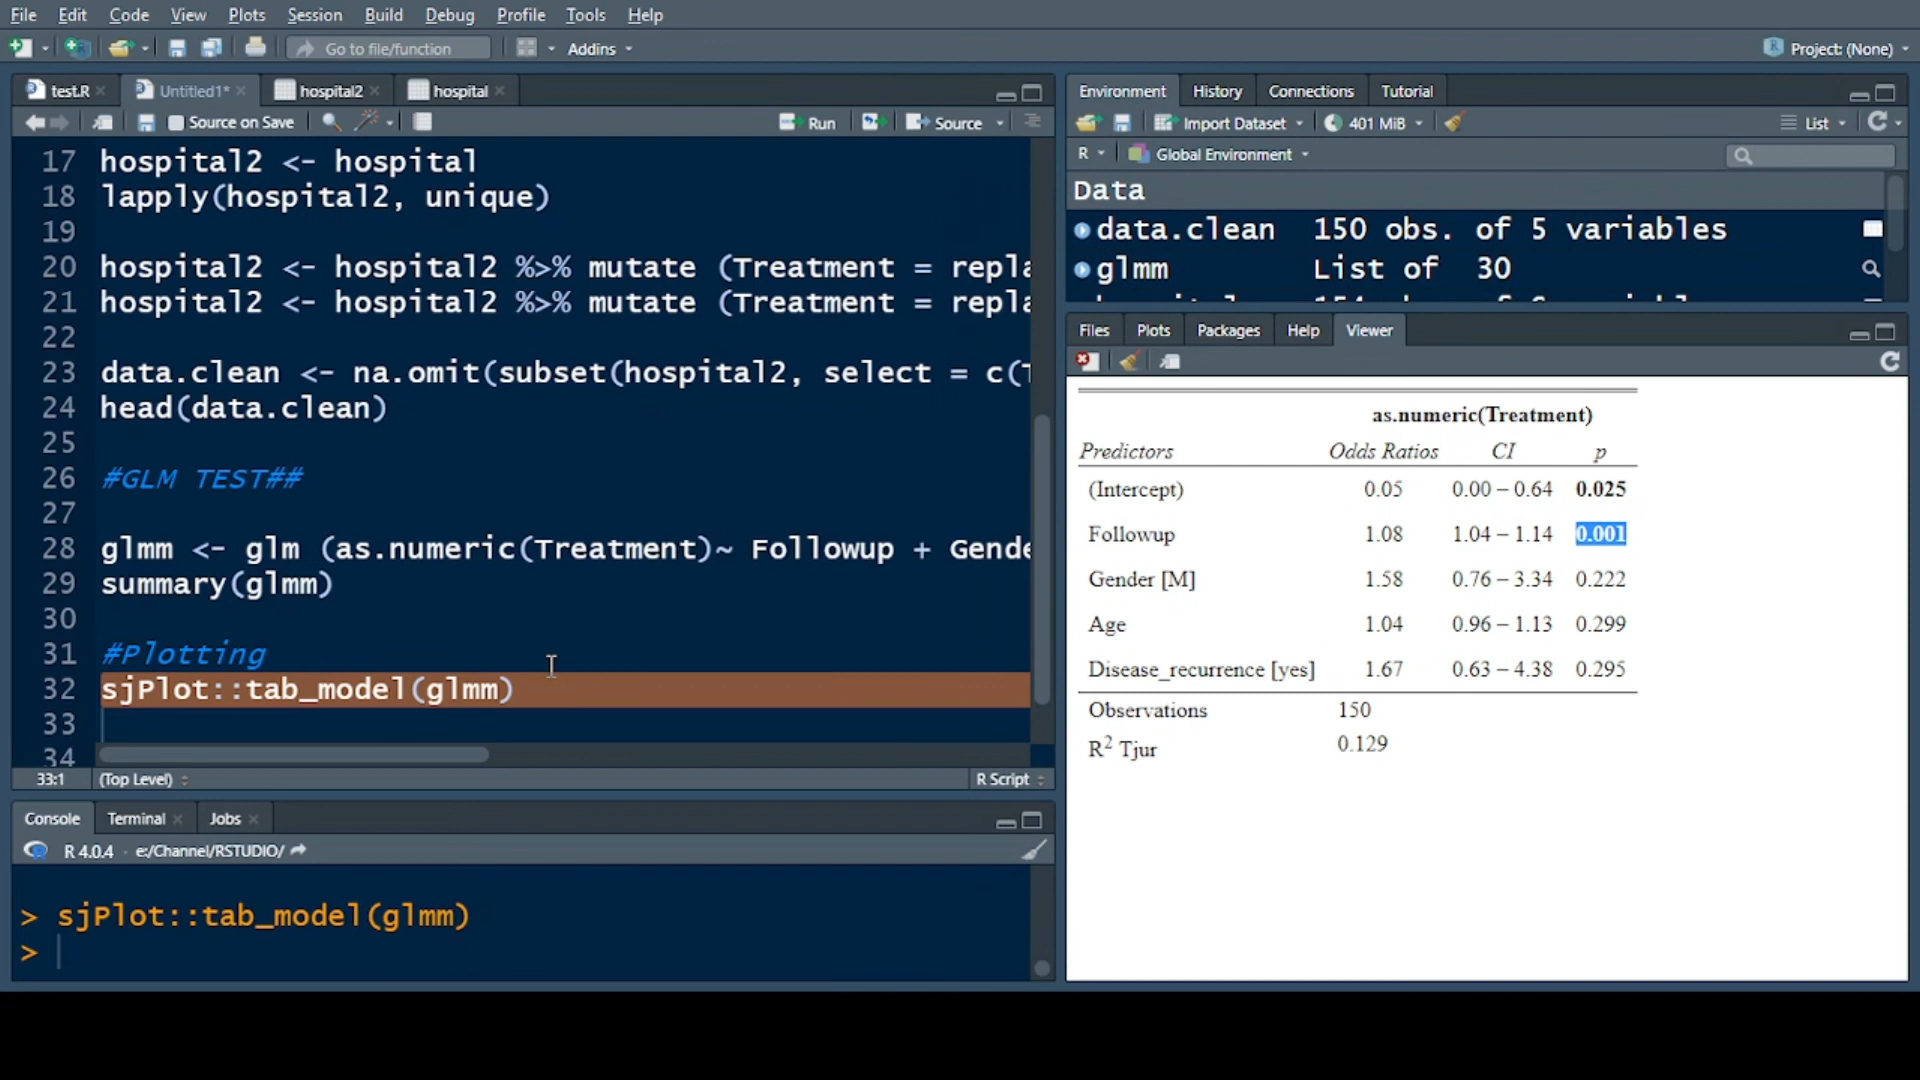 File Edit Code View Plots Session Build Debug Profile Tools Help
Go to file/function Addins Project: (None)
test.R Untitled1* hospital2 hospital
Source on Save Run Source
17 hospital2 <- hospital
18 lapply(hospital2, unique)
19
20 hospital2 <- hospital2 %>% mutate (Treatment = repla
21 hospital2 <- hospital2 %>% mutate (Treatment = repla
22
23 data.clean <- na.omit(subset(hospital2, select = c(T
24 head(data.clean)
25
26 #GLM TEST##
27
28 glmm <- glm (as.numeric(Treatment)~ Followup + Gende
29 summary(glmm)
30
31 #Plotting
32 sjPlot::tab_model(glmm)
33
34
33:1 (Top Level) R Script
Console Terminal Jobs
R 4.0.4 · e:/Channel/RSTUDIO/
> sjPlot::tab_model(glmm)
>
Environment History Connections Tutorial
Import Dataset 401 MiB List
R Global Environment
Data
data.clean 150 obs. of 5 variables
glmm List of 30
Files Plots Packages Help Viewer
as.numeric(Treatment)
Predictors Odds Ratios CI p
(Intercept) 0.05 0.00 – 0.64 0.025
Followup 1.08 1.04 – 1.14 0.001
Gender [M] 1.58 0.76 – 3.34 0.222
Age 1.04 0.96 – 1.13 0.299
Disease_recurrence [yes] 1.67 0.63 – 4.38 0.295
Observations 150
R² Tjur 0.129